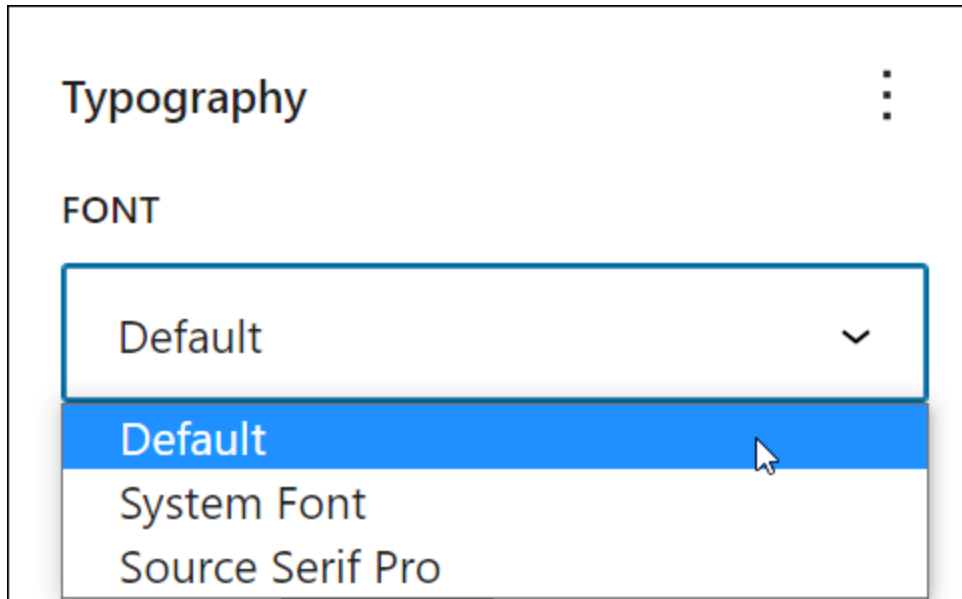 Typography
FONT
Default
Default
System Font
Source Serif Pro